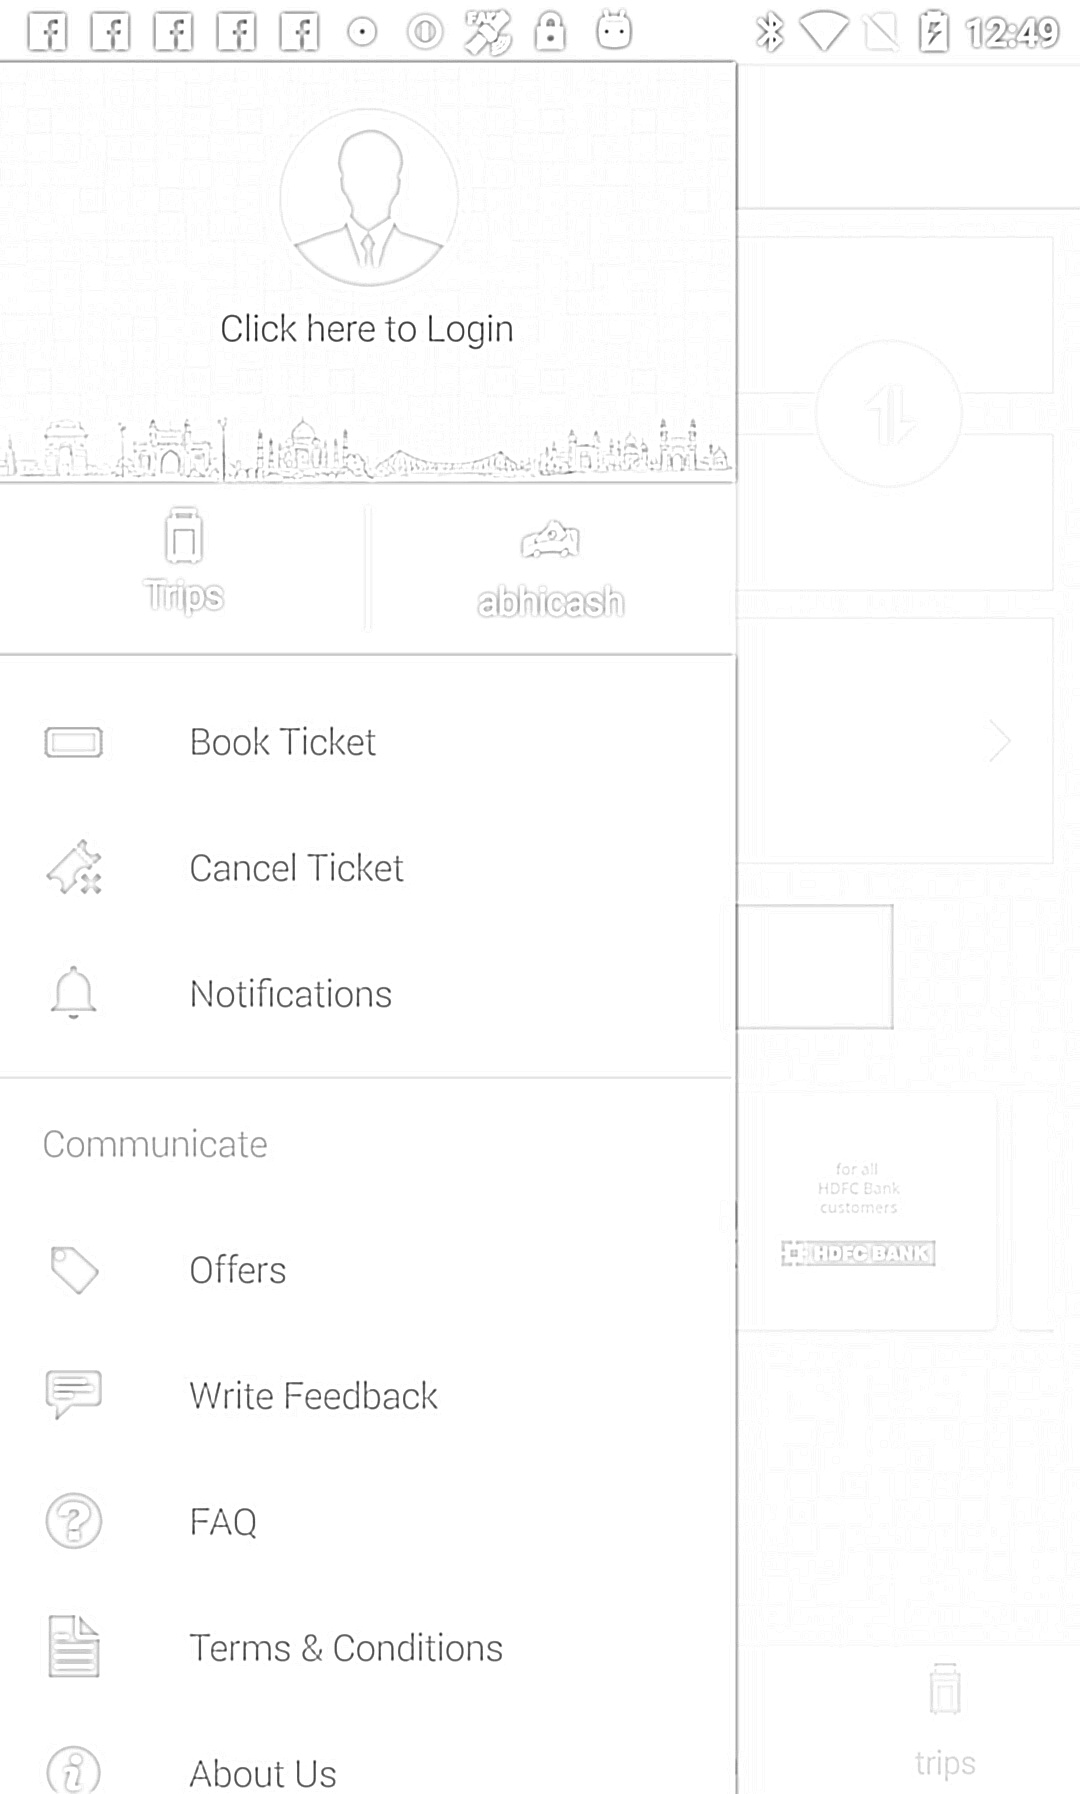 12:49
Click here to Login
Trips
abhicash
Book Ticket
Cancel Ticket
Notifications
Communicate
Offers
Write Feedback
FAQ
Terms & Conditions
About Us
for all
HDFC Bank
customers
HDFC BANK
trips